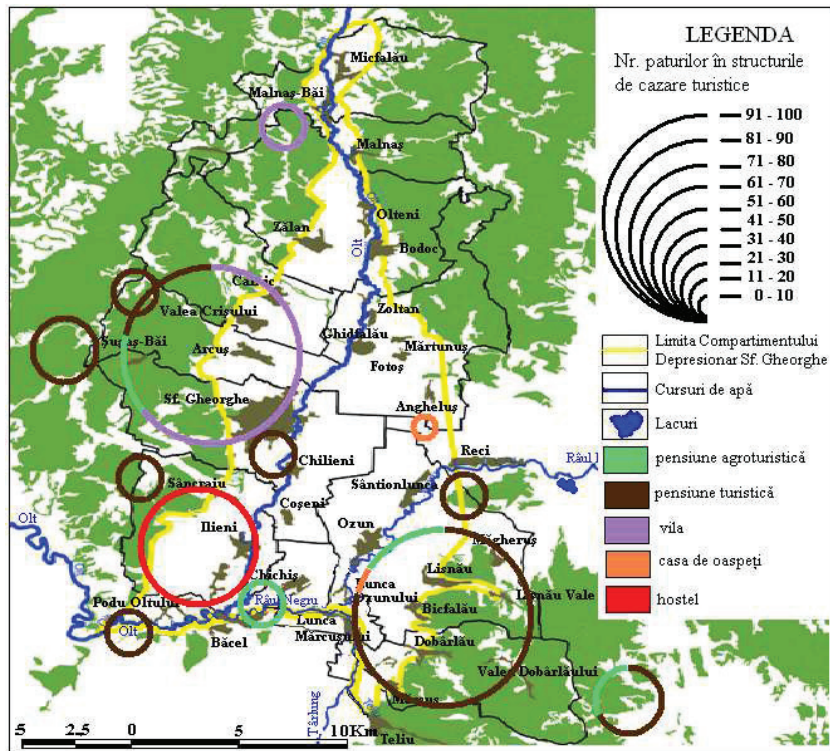 LEGENDA
Nr. paturilor în structurile
de cazare turistice
91 - 100
81 - 90
71 - 80
61 - 70
51 - 60
41 - 50
31 - 40
21 - 30
11 - 20
0 - 10
Limita Compartimentului
Depresionar Sf. Gheorghe
Cursuri de apă
Lacuri
pensiune agroturistică
pensiune turistică
vila
casa de oaspeți
hostel
Micfalău
Malnaș-Băi
Malnaș
Olteni
Zălan
Olt
Bodoc
Valea Crișului
Zoltan
Ghidfalău
Șugaș-Băi
Arcuș
Mărtunuș
Fotoș
Sf. Gheorghe
Angheluș
Chilieni
Reci
Râul
Sâncraiu
Sântionlunca
Coșeni
Olt
Ilieni
Ozun
Măgheruș
Chichiș
Lisnău
Lunca
Ozunului
Lisnău Vale
Podu Oltului
Râul Negru
Bicfalău
Olt
Lunca
Mărcușului
Băcel
Dobârlău
Valea Dobârlăului
Mărcuș
Târlung
Teliu
5
2,5
0
5
10Km